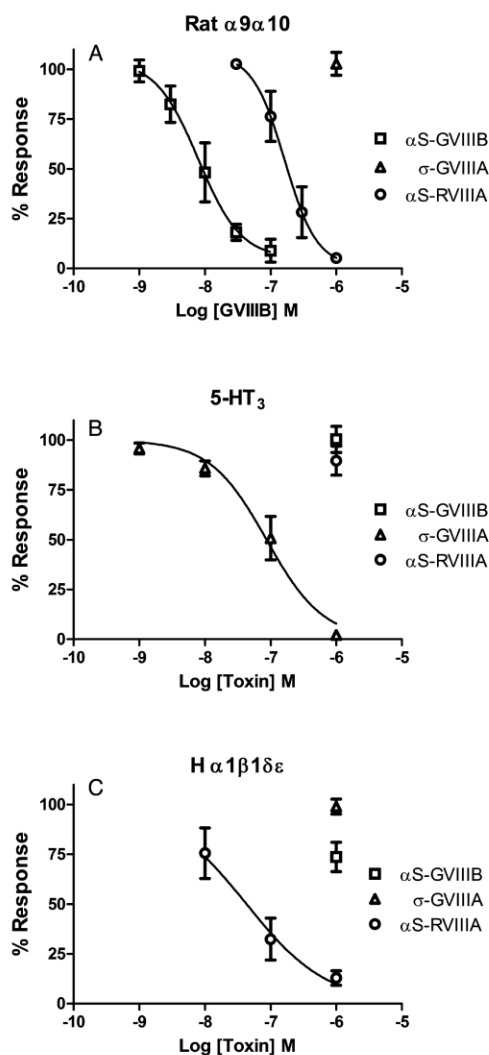 Rat α9α10
A
100
75
50
25
0
% Response
-10 -9 -8 -7 -6 -5
Log [GVIIIB] M
αS-GVIIIB
σ-GVIIIA
αS-RVIIIA
5-HT₃
B
100
75
50
25
0
% Response
-10 -9 -8 -7 -6 -5
Log [Toxin] M
αS-GVIIIB
σ-GVIIIA
αS-RVIIIA
H α1β1δε
C
100
75
50
25
0
% Response
-10 -9 -8 -7 -6 -5
Log [Toxin] M
αS-GVIIIB
σ-GVIIIA
αS-RVIIIA